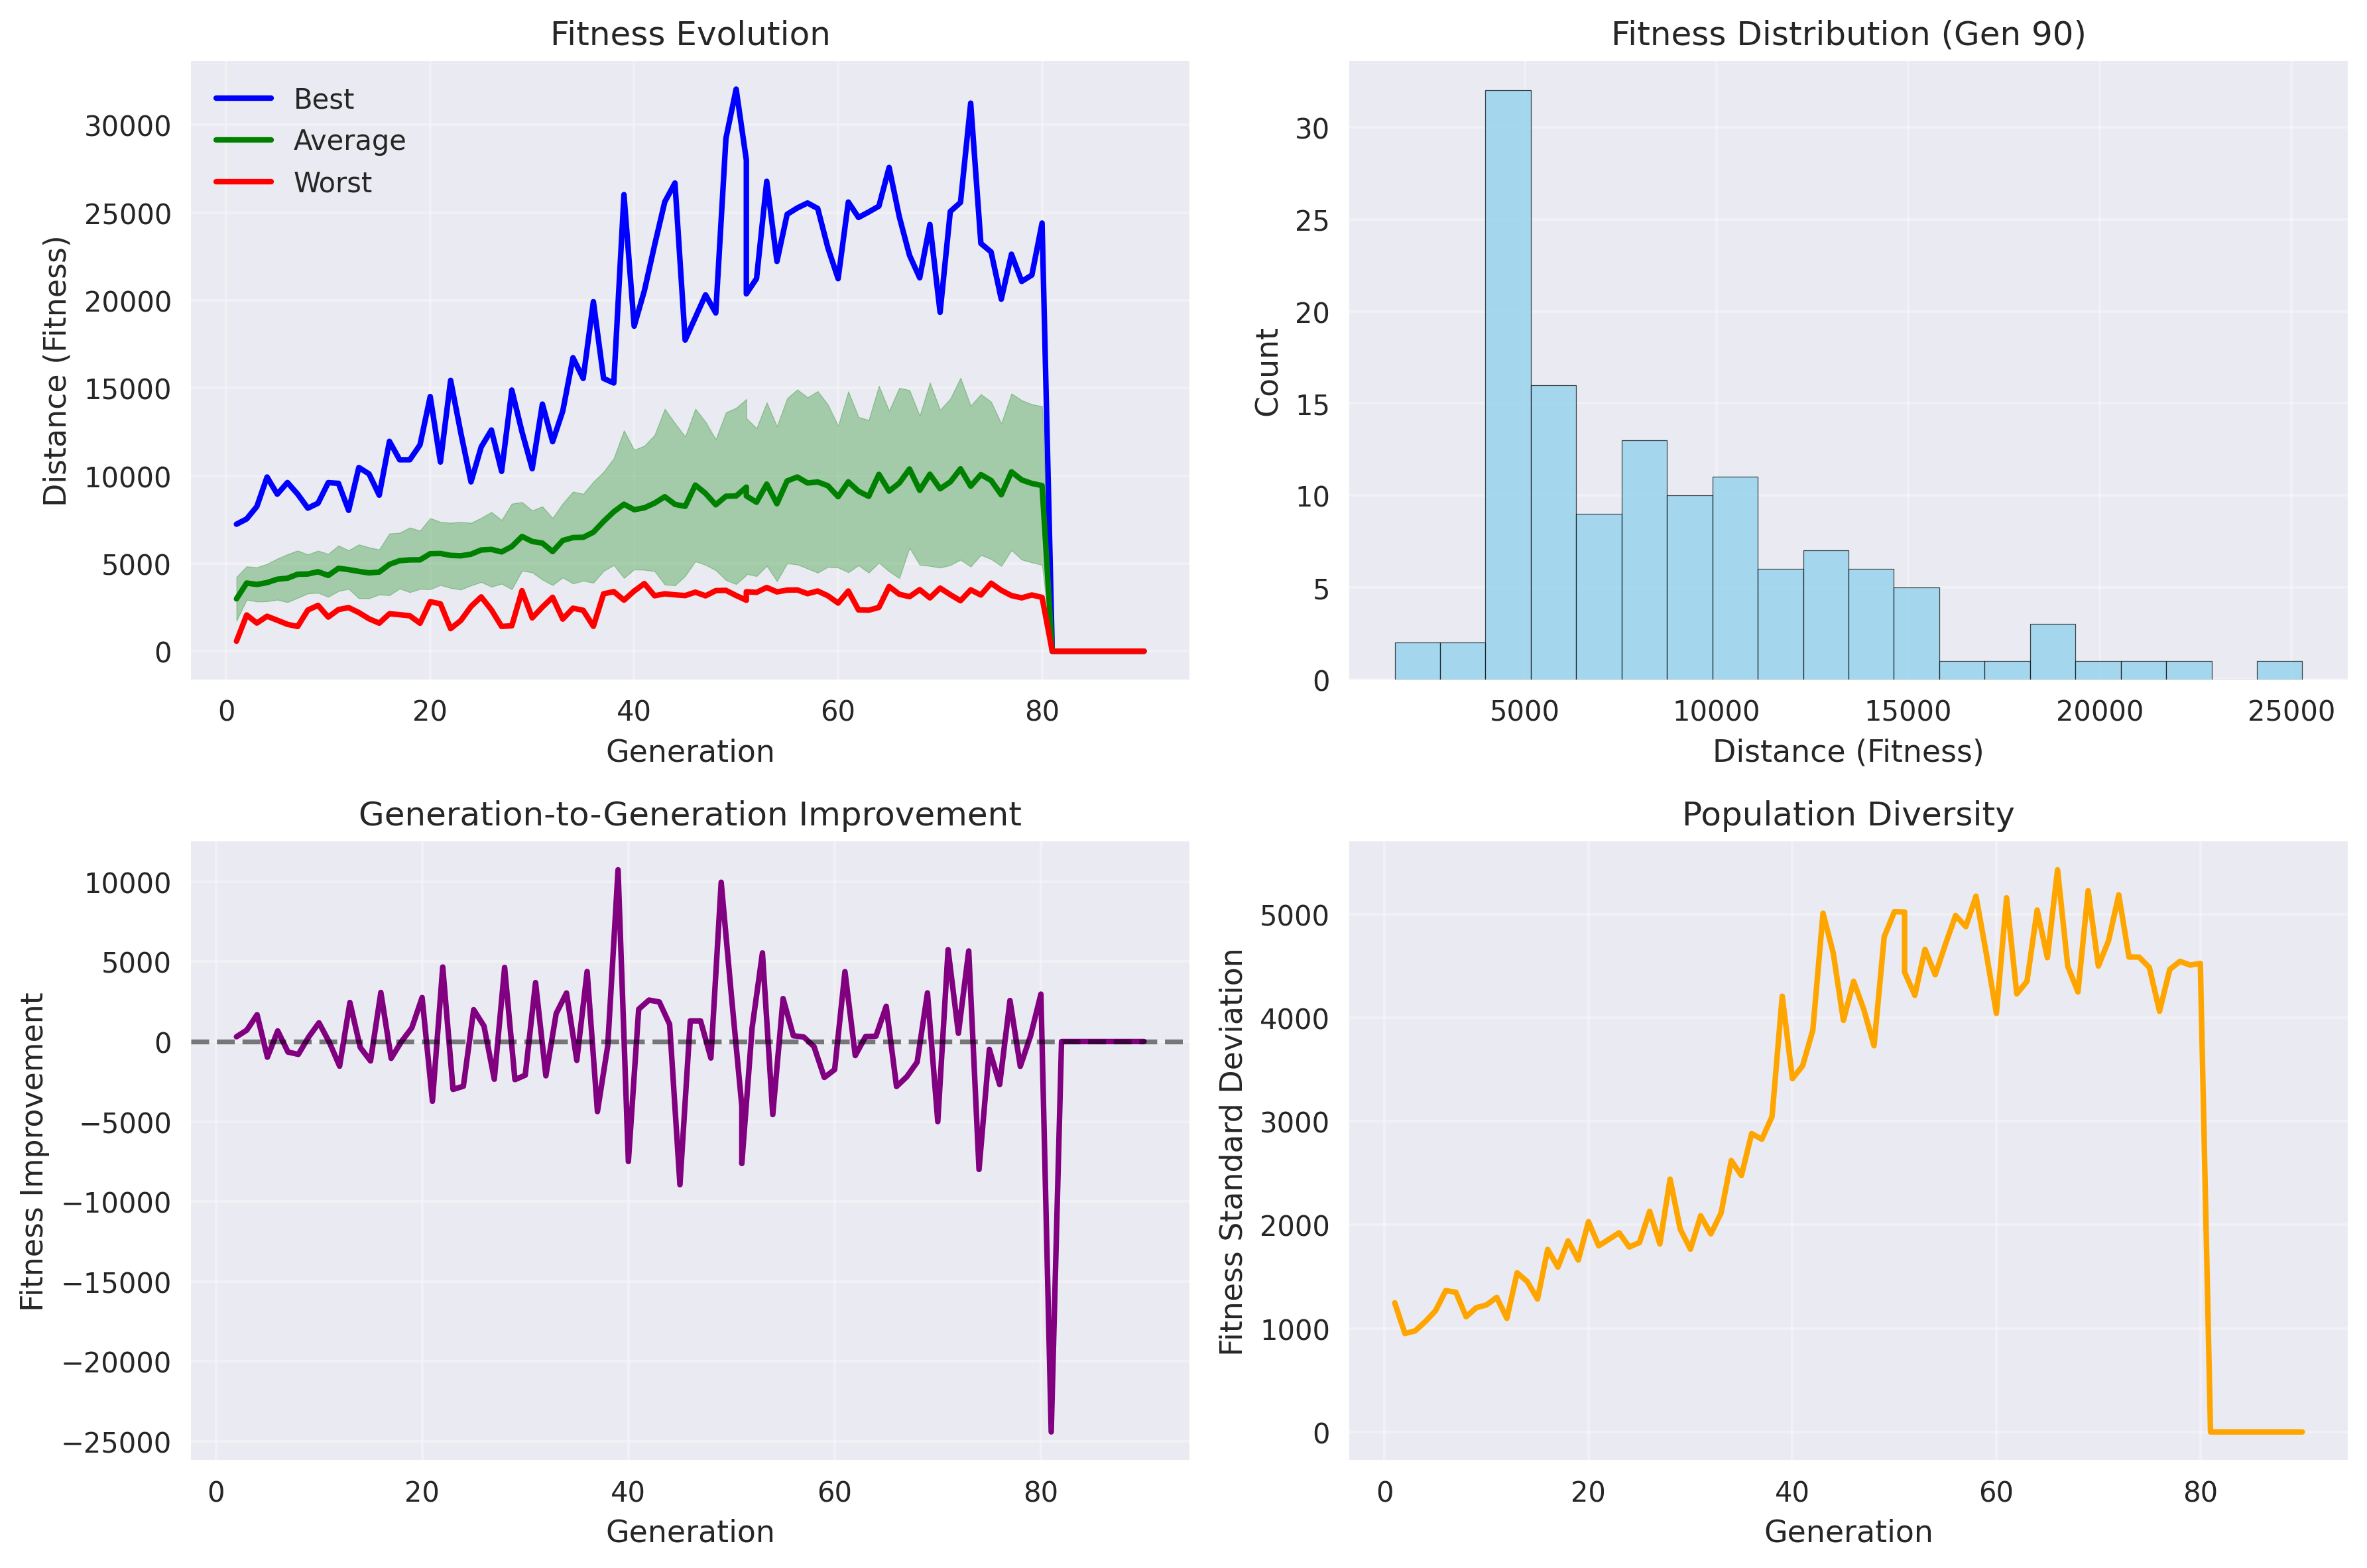 Fitness Evolution
Best
Average
Worst
30000
25000
20000
15000
10000
5000
0
Distance (Fitness)
0 20 40 60 80
Generation
Fitness Distribution (Gen 90)
30
25
20
15
10
5
0
Count
5000 10000 15000 20000 25000
Distance (Fitness)
Generation-to-Generation Improvement
10000
5000
0
−5000
−10000
−15000
−20000
−25000
Fitness Improvement
0 20 40 60 80
Generation
Population Diversity
5000
4000
3000
2000
1000
0
Fitness Standard Deviation
0 20 40 60 80
Generation